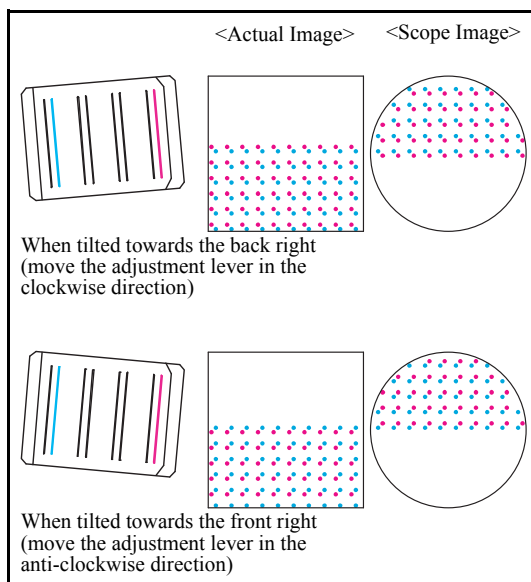 <Actual Image>
<Scope Image>
When tilted towards the back right
(move the adjustment lever in the
clockwise direction)
When tilted towards the front right
(move the adjustment lever in the
anti-clockwise direction)